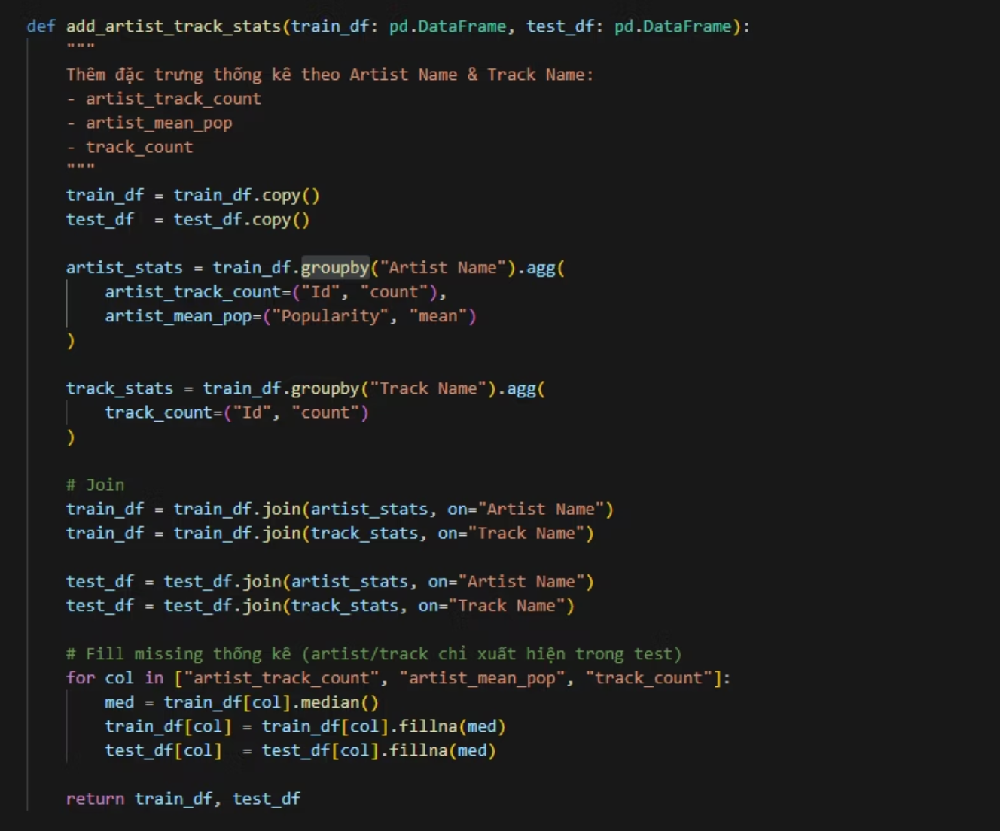 def add_artist_track_stats(train_df: pd.DataFrame, test_df: pd.DataFrame):
    """
    Thêm đặc trưng thống kê theo Artist Name & Track Name:
    - artist_track_count
    - artist_mean_pop
    - track_count
    """
    train_df = train_df.copy()
    test_df  = test_df.copy()

    artist_stats = train_df.groupby("Artist Name").agg(
        artist_track_count=("Id", "count"),
        artist_mean_pop=("Popularity", "mean")
    )

    track_stats = train_df.groupby("Track Name").agg(
        track_count=("Id", "count")
    )

    # Join
    train_df = train_df.join(artist_stats, on="Artist Name")
    train_df = train_df.join(track_stats, on="Track Name")

    test_df = test_df.join(artist_stats, on="Artist Name")
    test_df = test_df.join(track_stats, on="Track Name")

    # Fill missing thống kê (artist/track chỉ xuất hiện trong test)
    for col in ["artist_track_count", "artist_mean_pop", "track_count"]:
        med = train_df[col].median()
        train_df[col] = train_df[col].fillna(med)
        test_df[col]  = test_df[col].fillna(med)

    return train_df, test_df